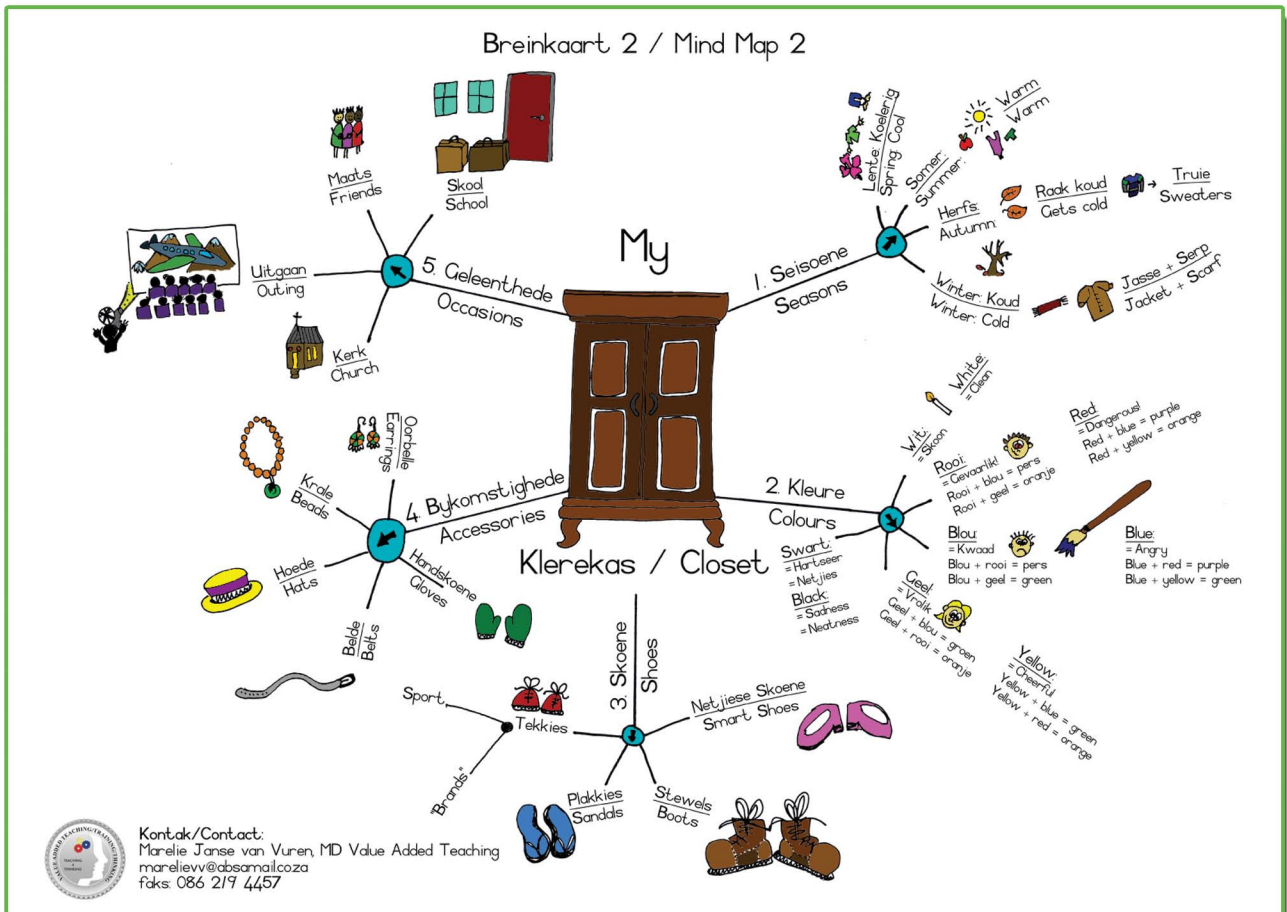 Breinkaart 2 / Mind Map 2
My
Klerekas / Closet
1. Seisoene
Seasons
Lente: Koelerig
Spring: Cool
Somer:
Summer:
Warm
Warm
Herfs:
Autumn:
Raak koud
Gets cold
Truie
Sweaters
Winter: Koud
Winter: Cold
Jasse + Serp
Jacket + Scarf
2. Kleure
Colours
Wit:
= Skoon
White:
= Clean
Rooi:
= Gevaarlik!
Rooi + blou = pers
Rooi + geel = oranje
Red:
= Dangerous!
Red + blue = purple
Red + yellow = orange
Blou:
= Kwaad
Blou + rooi = pers
Blou + geel = green
Blue:
= Angry
Blue + red = purple
Blue + yellow = green
Geel:
= Vrolik
Geel + blou = groen
Geel + rooi = oranje
Yellow:
= Cheerful
Yellow + blue = green
Yellow + red = orange
Swart:
= Hartseer
= Netjies
Black:
= Sadness
= Neatness
3. Skoene
Shoes
Netjiese Skoene
Smart Shoes
Stewels
Boots
Plakkies
Sandals
Tekkies
Sport
"Brands"
4. Bykomstighede
Accessories
Handskoene
Gloves
Belde
Belts
Hoede
Hats
Krale
Beads
Oorbelle
Earrings
5. Geleenthede
Occasions
Kerk
Church
Uitgaan
Outing
Maats
Friends
Skool
School
VALUE ADDED TEACHING/TRAINING/THINKING
TEACHING
THINKING
Kontak/Contact:
Marelie Janse van Vuren, MD Value Added Teaching
marelievv@absamail.co.za
faks: 086 219 4457